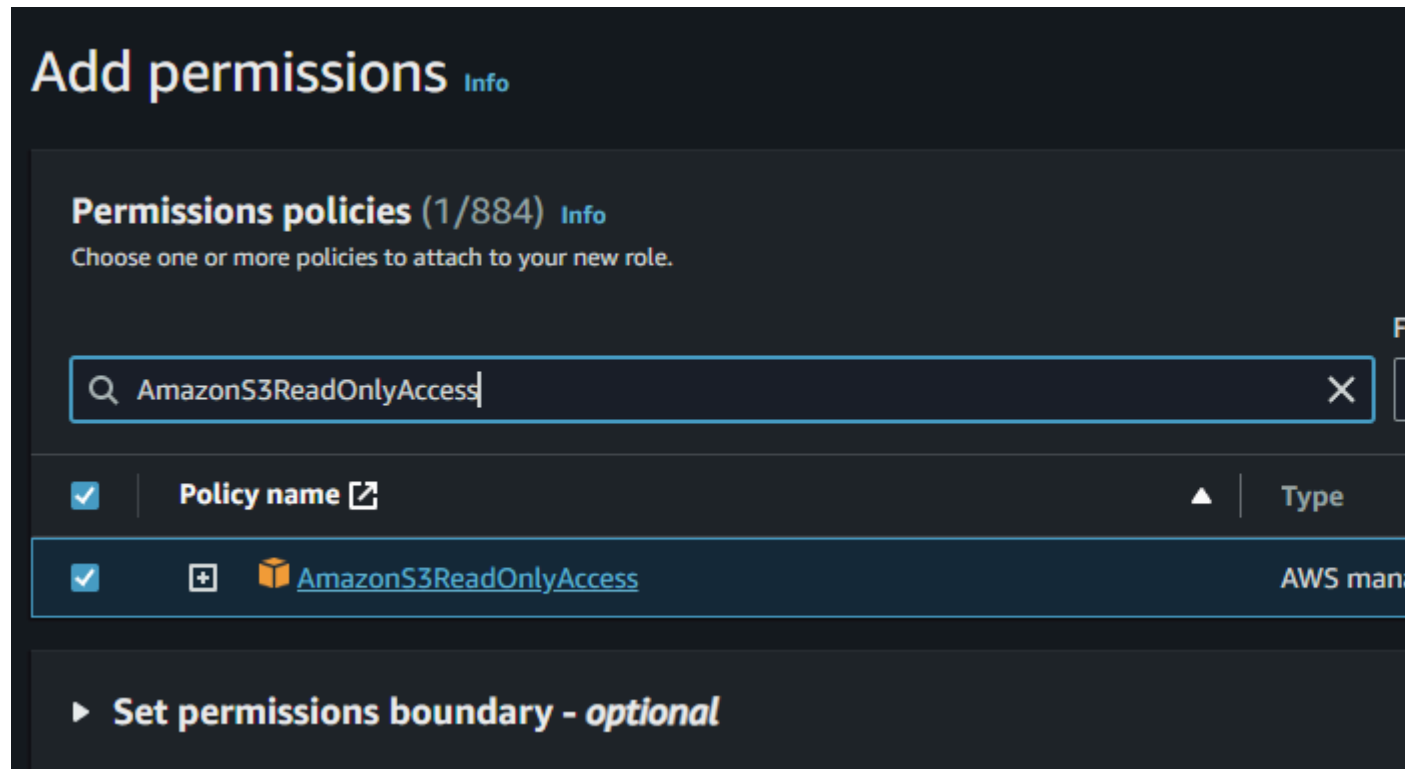 Add permissions Info
Permissions policies (1/884) Info
Choose one or more policies to attach to your new role.
AmazonS3ReadOnlyAccess
Policy name
Type
AmazonS3ReadOnlyAccess
AWS
Set permissions boundary - optional